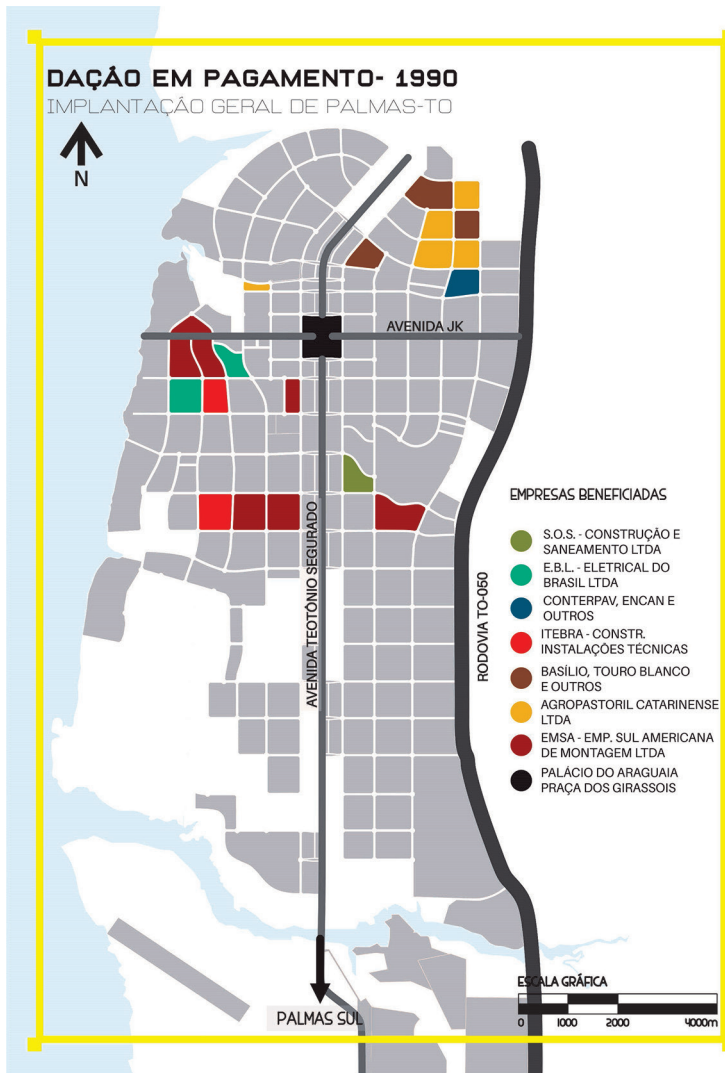 DAÇÃO EM PAGAMENTO- 1990
IMPLANTAÇÃO GERAL DE PALMAS-TO
N
AVENIDA JK
AVENIDA TEOTÔNIO SEGURADO
RODOVIA TO-050
EMPRESAS BENEFICIADAS
S.O.S. - CONSTRUÇÃO E
SANEAMENTO LTDA
E.B.L. - ELETRICAL DO
BRASIL LTDA
CONTERPAV, ENCAN E
OUTROS
ITEBRA - CONSTR.
INSTALAÇÕES TÉCNICAS
BASÍLIO, TOURO BLANCO
E OUTROS
AGROPASTORIL CATARINENSE
LTDA
EMSA - EMP. SUL AMERICANA
DE MONTAGEM LTDA
PALÁCIO DO ARAGUAIA
PRAÇA DOS GIRASSOIS
PALMAS SUL
ESCALA GRÁFICA
0 1000 2000 4000m